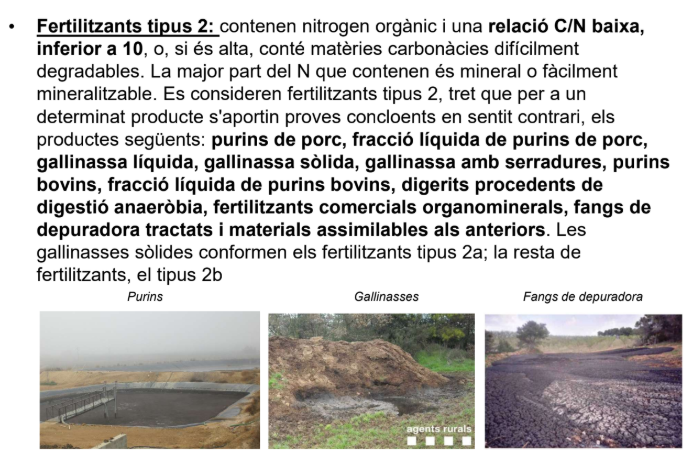 • Fertilitzants tipus 2: contenen nitrogen orgànic i una relació C/N baixa,
inferior a 10, o, si és alta, conté matèries carbonàcies difícilment
degradables. La major part del N que contenen és mineral o fàcilment
mineralitzable. Es consideren fertilitzants tipus 2, tret que per a un
determinat producte s'aportin proves concloents en sentit contrari, els
productes següents: purins de porc, fracció líquida de purins de porc,
gallinassa líquida, gallinassa sòlida, gallinassa amb serradures, purins
bovins, fracció líquida de purins bovins, digerits procedents de
digestió anaeròbia, fertilitzants comercials organominerals, fangs de
depuradora tractats i materials assimilables als anteriors. Les
gallinasses sòlides conformen els fertilitzants tipus 2a; la resta de
fertilitzants, el tipus 2b
Purins
Gallinasses
Fangs de depuradora
agents rurals